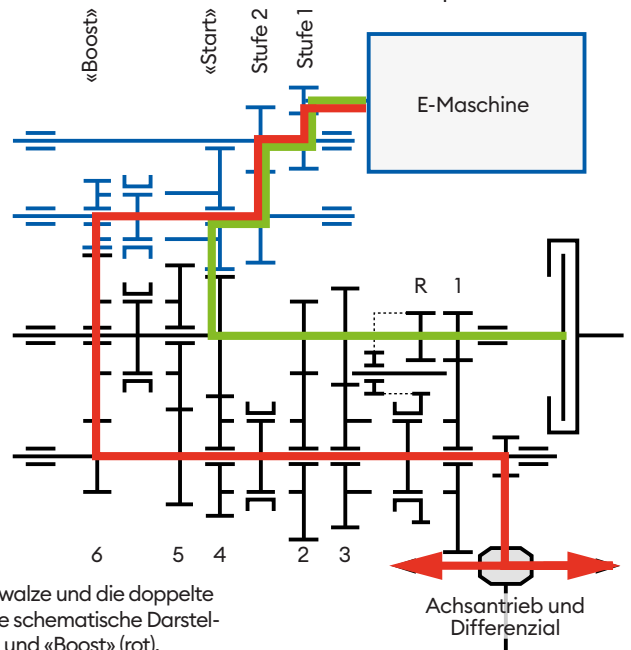 «Boost»
«Start»
Stufe 2
Stufe 1
E-Maschine
R 1
6 5 4 2 3
walze und die doppelte
e schematische Darstel-
und «Boost» (rot).
Achsantrieb und
Differenzial